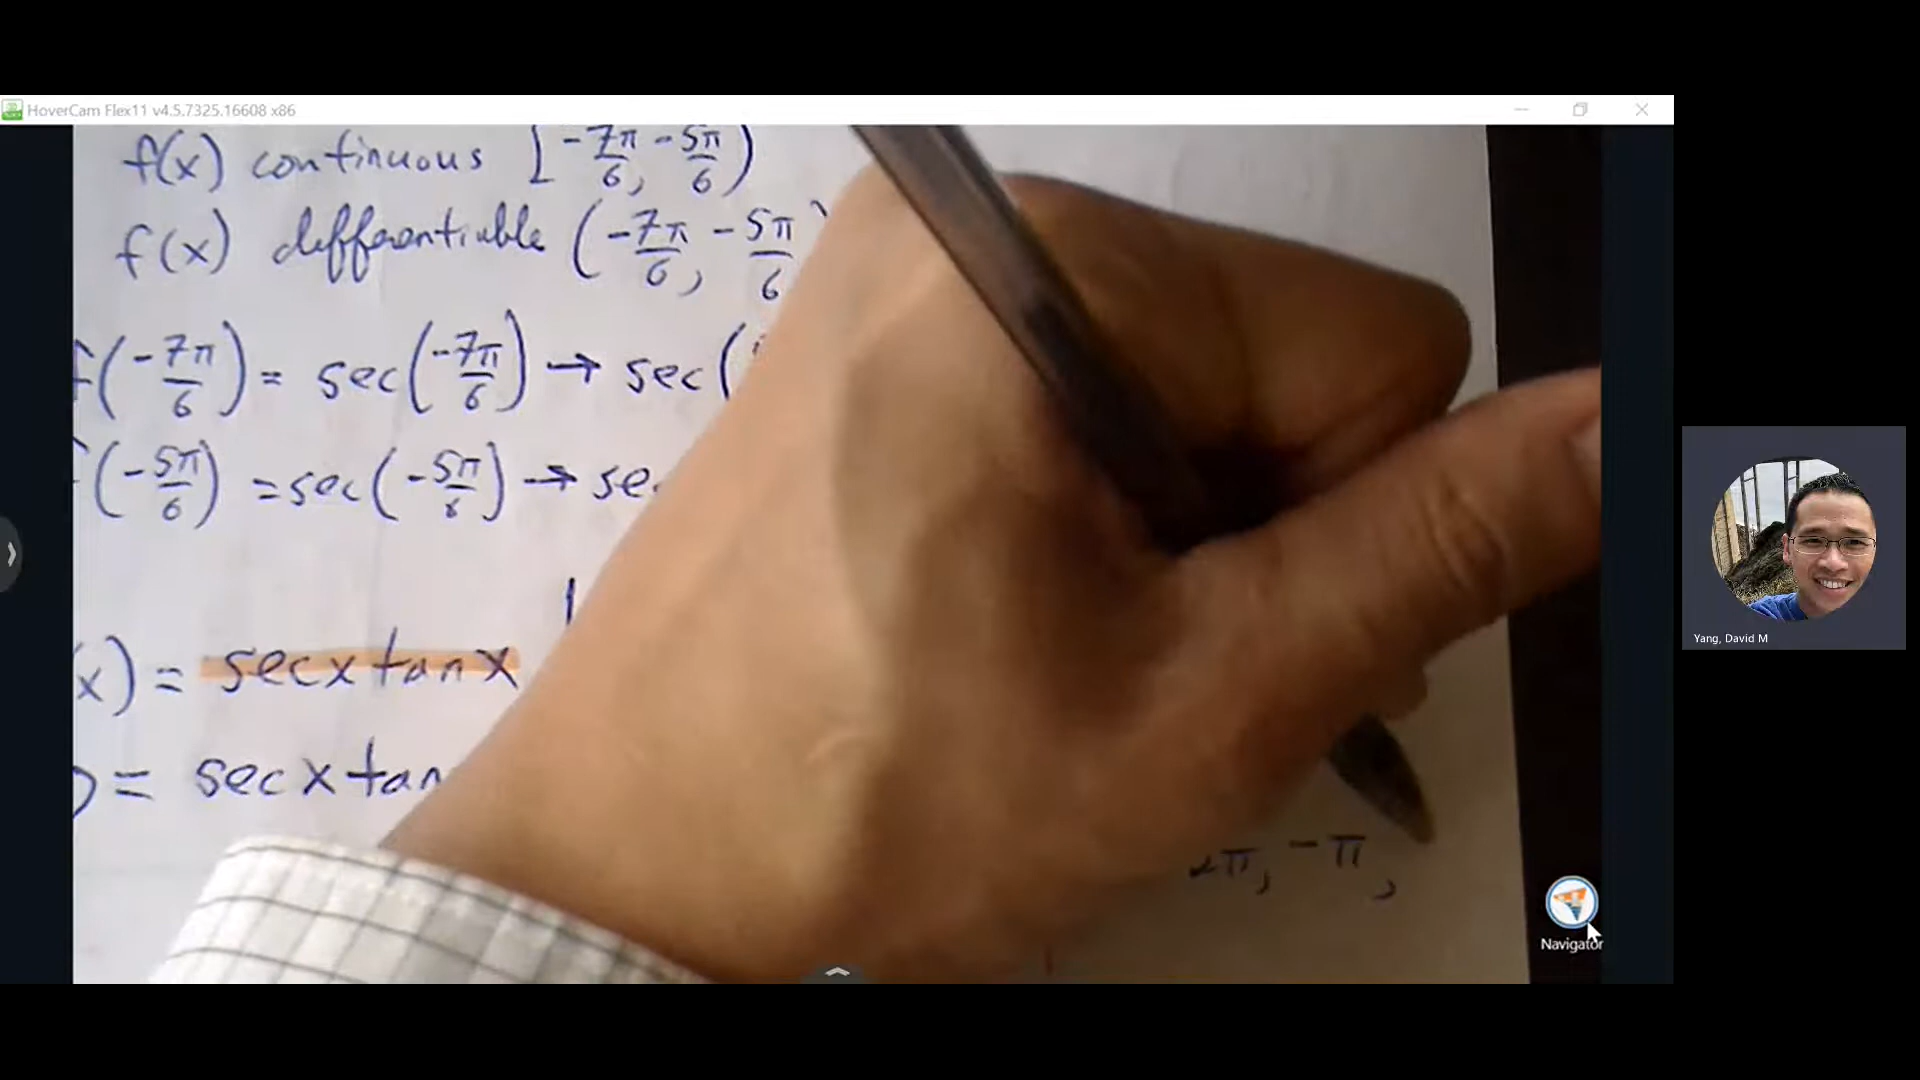 HoverCam Flex11 v4.5.7325.16608 x86
f(x) continuous [-7π/6, -5π/6)
f(x) differentiable (-7π/6, -5π/6)
f(-7π/6) = sec(-7π/6) → sec(
f(-5π/6) = sec(-5π/6) → sec
x) = secx tanx
= secx tan
2π, -π,
Navigator
Yang, David M